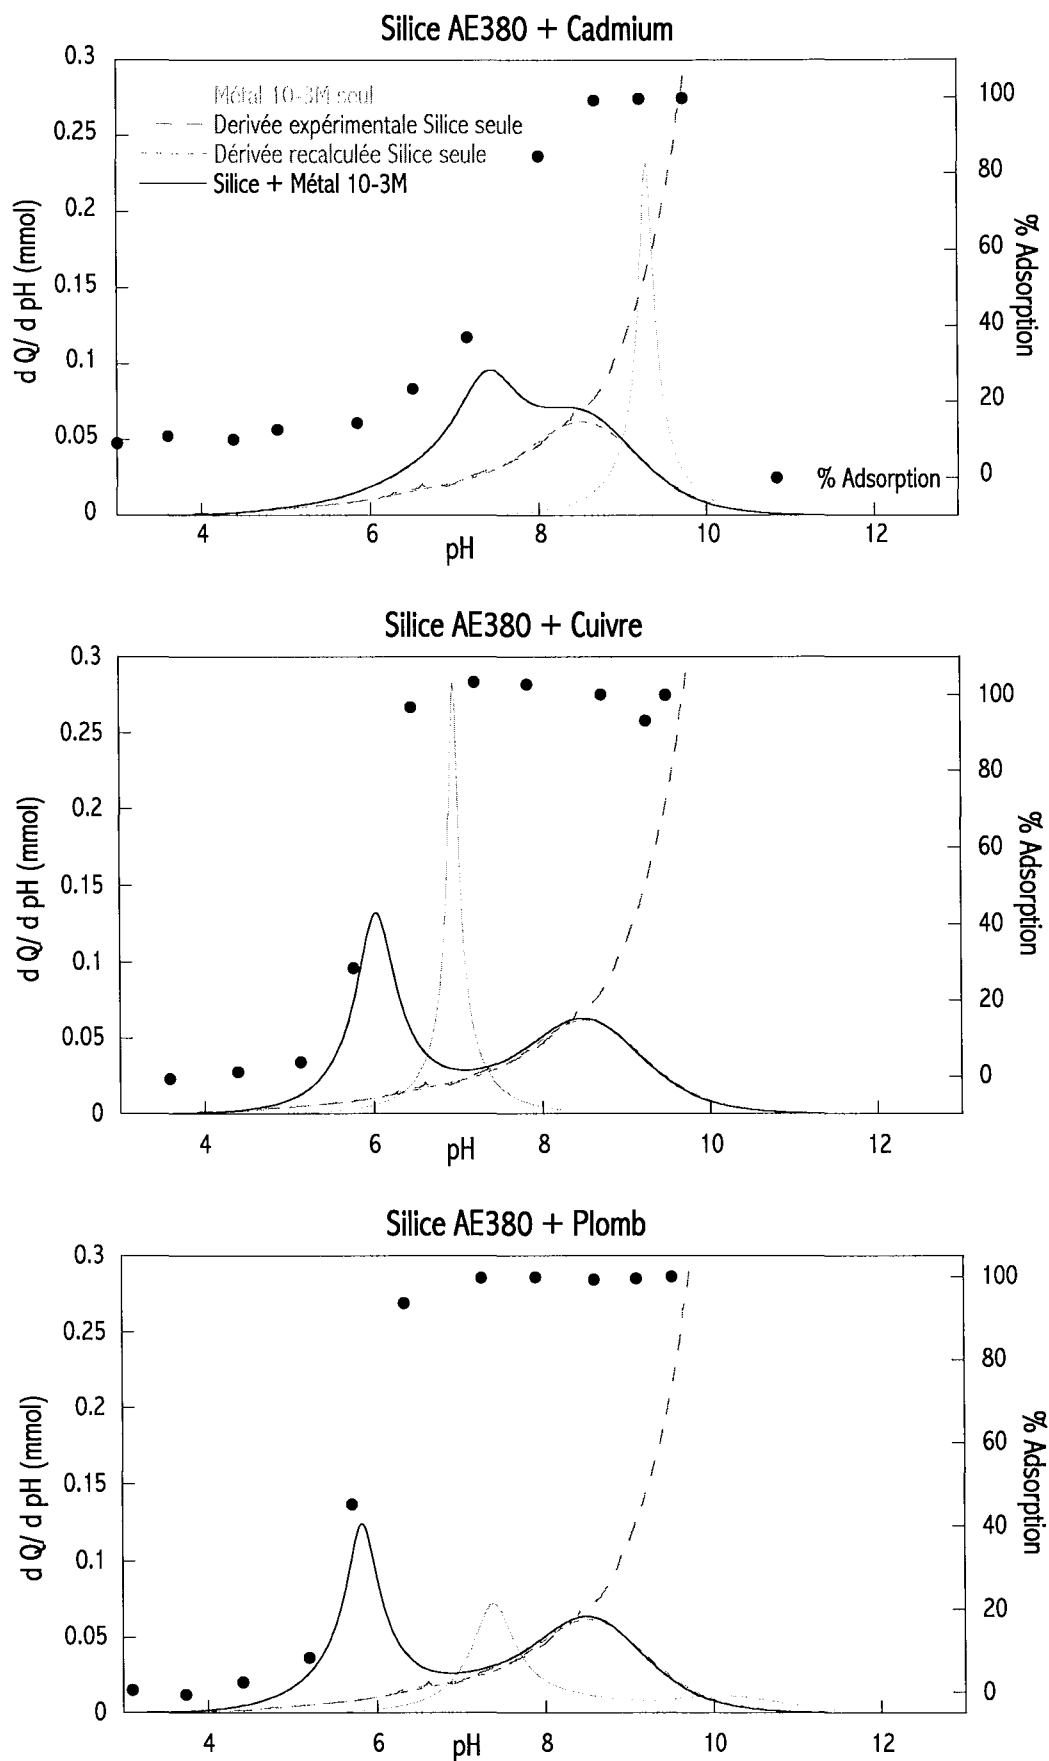 Silice AE380 + Cadmium
0.3
0.25
0.2
0.15
0.1
0.05
0
d Q/ d pH (mmol)
Métal 10-3M seul
Derivée expérimentale Silice seule
Dérivée recalculée Silice seule
Silice + Métal 10-3M
100
80
60
40
20
0
% Adsorption
% Adsorption
4 6 8 10 12
pH
Silice AE380 + Cuivre
0.3
0.25
0.2
0.15
0.1
0.05
0
d Q/ d pH (mmol)
100
80
60
40
20
0
% Adsorption
4 6 8 10 12
pH
Silice AE380 + Plomb
0.3
0.25
0.2
0.15
0.1
0.05
0
d Q/ d pH (mmol)
100
80
60
40
20
0
% Adsorption
4 6 8 10 12
pH